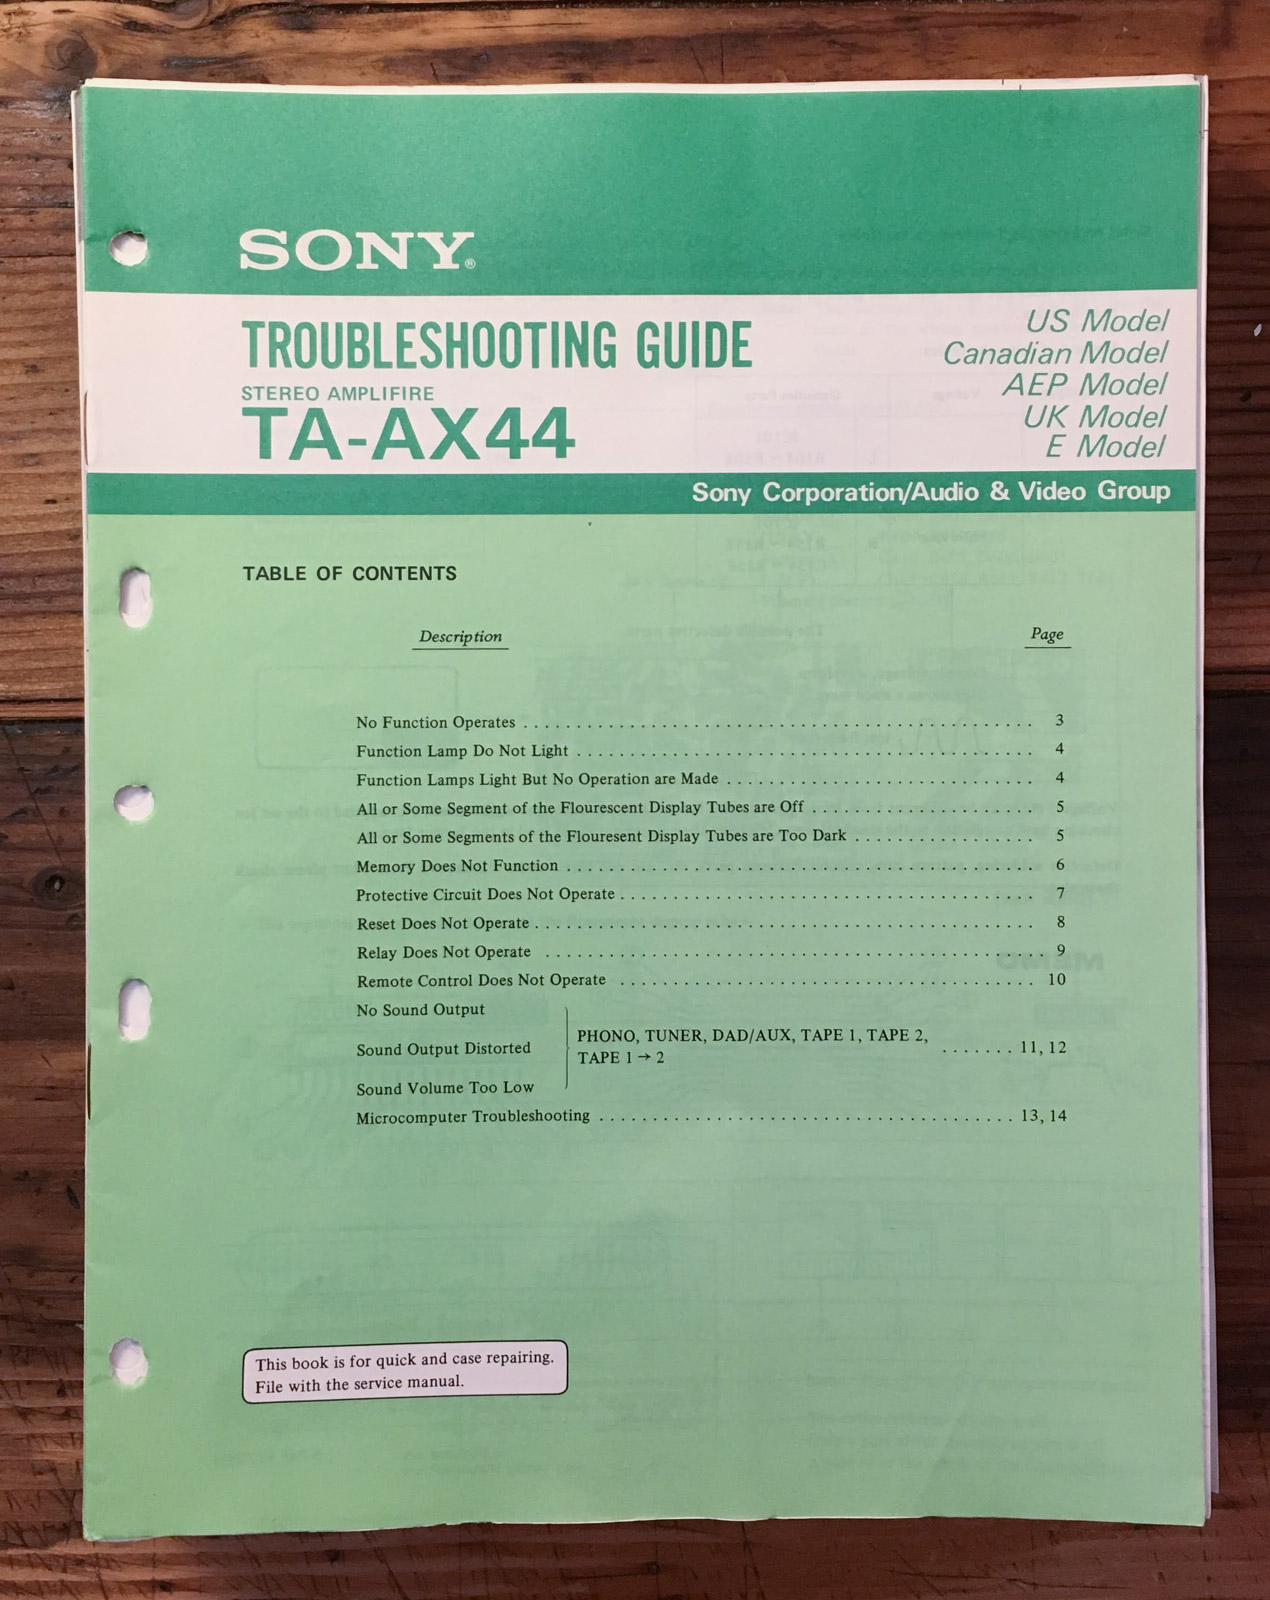 SONY®
TROUBLESHOOTING GUIDE
STEREO AMPLIFIRE
TA-AX44
US Model
Canadian Model
AEP Model
UK Model
E Model
Sony Corporation/Audio & Video Group
TABLE OF CONTENTS
Description Page
No Function Operates . . . . . . . . . . . . . . . . . . . . 3
Function Lamp Do Not Light . . . . . . . . . . . . . . . . . . . . 4
Function Lamps Light But No Operation are Made . . . . . . . . . . . . . . . . . . . . 4
All or Some Segment of the Flourescent Display Tubes are Off . . . . . . . . . . . . . . . . . . . . 5
All or Some Segments of the Flouresent Display Tubes are Too Dark . . . . . . . . . . . . . . . 5
Memory Does Not Function . . . . . . . . . . . . . . . . . . . . 6
Protective Circuit Does Not Operate . . . . . . . . . . . . . . . . . . . . 7
Reset Does Not Operate . . . . . . . . . . . . . . . . . . . . 8
Relay Does Not Operate . . . . . . . . . . . . . . . . . . . . 9
Remote Control Does Not Operate . . . . . . . . . . . . . . . . . . . . 10
No Sound Output
Sound Output Distorted
Sound Volume Too Low
PHONO, TUNER, DAD/AUX, TAPE 1, TAPE 2,
TAPE 1 → 2 . . . . . . . 11, 12
Microcomputer Troubleshooting . . . . . . . . . . . . . . . . . . . . 13, 14
This book is for quick and case repairing.
File with the service manual.